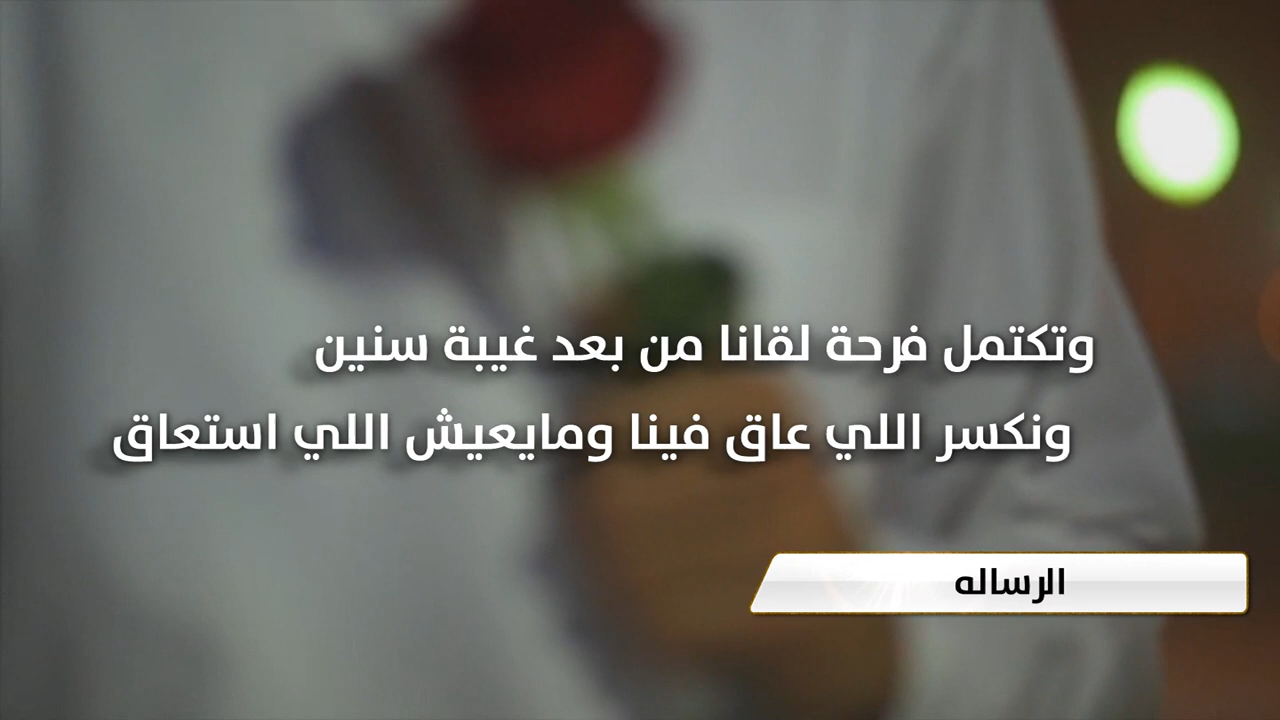 وتكتمل فرحة لقانا من بعد غيبة سنين
ونكسر اللي عاق فينا ومايعيش اللي استعاق
الرساله